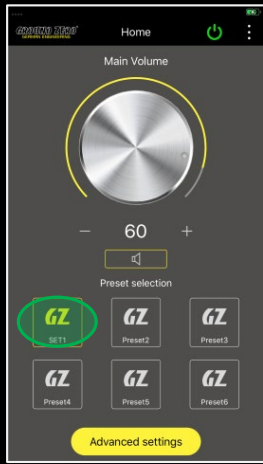 GROUND ZERO
Home
Main Volume
− 60 +
Preset selection
GZ GZ GZ
SET1 Preset2 Preset3
GZ GZ GZ
Preset4 Preset5 Preset6
Advanced settings